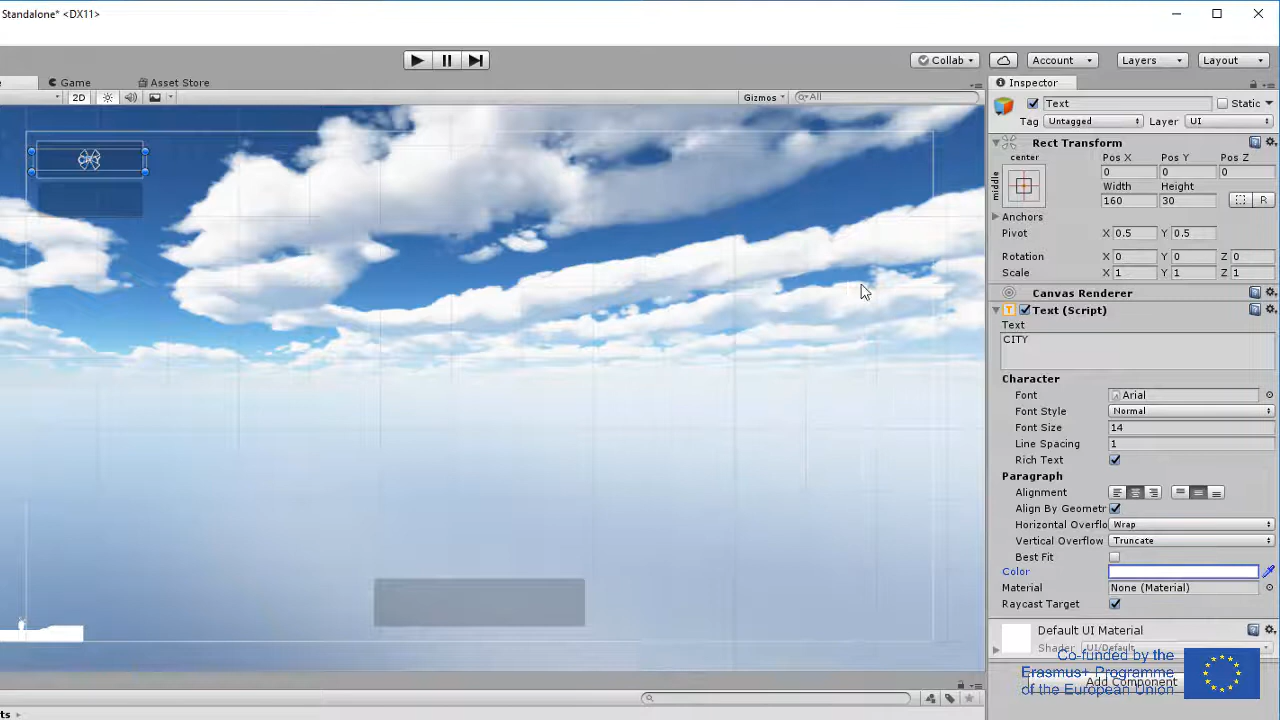 Standalone* <DX11>
Collab Account Layers Layout
Game Asset Store
2D Gizmos All
Inspector
Text Static
Tag Untagged Layer UI
Rect Transform
center Pos X Pos Y Pos Z
middle 0 0 0
Width Height
160 30 R
Anchors
Pivot X 0.5 Y 0.5
Rotation X 0 Y 0 Z 0
Scale X 1 Y 1 Z 1
Canvas Renderer
Text (Script)
Text
CITY
Character
Font Arial
Font Style Normal
Font Size 14
Line Spacing 1
Rich Text
Paragraph
Alignment
Align By Geometr
Horizontal Overflo Wrap
Vertical Overflow Truncate
Best Fit
Color
Material None (Material)
Raycast Target
Default UI Material
Shader UI/Default
Co-funded by the
Erasmus+ Programme
of the European Union
Add Component
ts